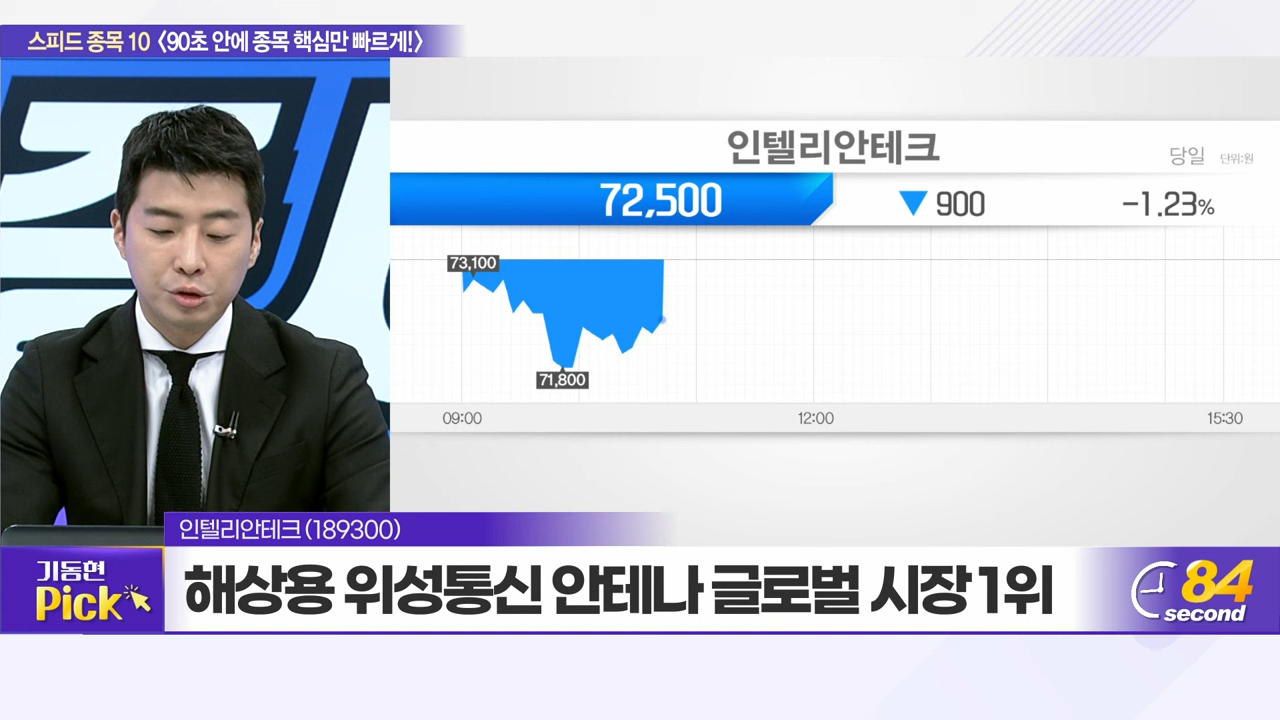 스피드 종목 10 〈90초 안에 종목 핵심만 빠르게!〉
인텔리안테크
당일 단위:원
72,500 ▼ 900 -1.23%
73,100
71,800
09:00 12:00 15:30
인텔리안테크 (189300)
기동현
Pick
해상용 위성통신 안테나 글로벌 시장 1위
84
second